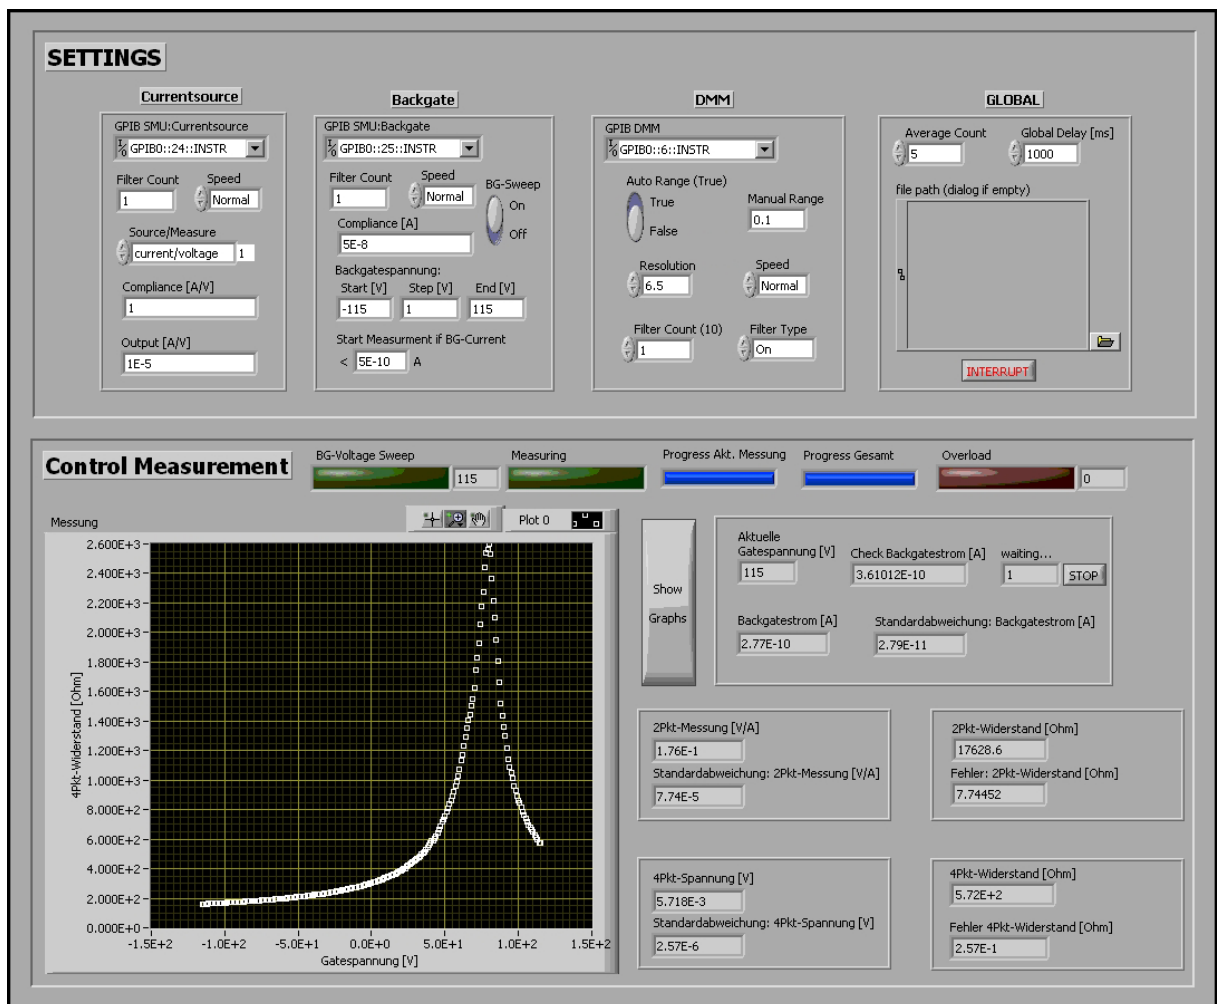 SETTINGS
Currentsource
GPIB SMU:Currentsource
GPIB0::24::INSTR
Filter Count Speed
1 Normal
Source/Measure
current/voltage 1
Compliance [A/V]
1
Output [A/V]
1E-5
Backgate
GPIB SMU:Backgate
GPIB0::25::INSTR
Filter Count Speed
1 Normal
BG-Sweep
On
Off
Compliance [A]
5E-8
Backgatespannung:
Start [V] Step [V] End [V]
-115 1 115
Start Measurment if BG-Current
< 5E-10 A
DMM
GPIB DMM
GPIB0::6::INSTR
Auto Range (True)
True
False
Manual Range
0.1
Resolution Speed
6.5 Normal
Filter Count (10) Filter Type
1 On
GLOBAL
Average Count Global Delay [ms]
5 1000
file path (dialog if empty)
INTERRUPT
Control Measurement
BG-Voltage Sweep
115
Measuring
Progress Akt. Messung
Progress Gesamt
Overload
0
Messung
Plot 0
2.600E+3
2.400E+3
2.200E+3
2.000E+3
1.800E+3
1.600E+3
1.400E+3
1.200E+3
1.000E+3
8.000E+2
6.000E+2
4.000E+2
2.000E+2
0.000E+0
4Pkt-Widerstand [Ohm]
-1.5E+2 -1.0E+2 -5.0E+1 0.0E+0 5.0E+1 1.0E+2 1.5E+2
Gatespannung [V]
Show
Graphs
Aktuelle
Gatespannung [V] Check Backgatestrom [A] waiting...
115 3.61012E-10 1 STOP
Backgatestrom [A] Standardabweichung: Backgatestrom [A]
2.77E-10 2.79E-11
2Pkt-Messung [V/A]
1.76E-1
Standardabweichung: 2Pkt-Messung [V/A]
7.74E-5
2Pkt-Widerstand [Ohm]
17628.6
Fehler: 2Pkt-Widerstand [Ohm]
7.74452
4Pkt-Spannung [V]
5.718E-3
Standardabweichung: 4Pkt-Spannung [V]
2.57E-6
4Pkt-Widerstand [Ohm]
5.72E+2
Fehler 4Pkt-Widerstand [Ohm]
2.57E-1